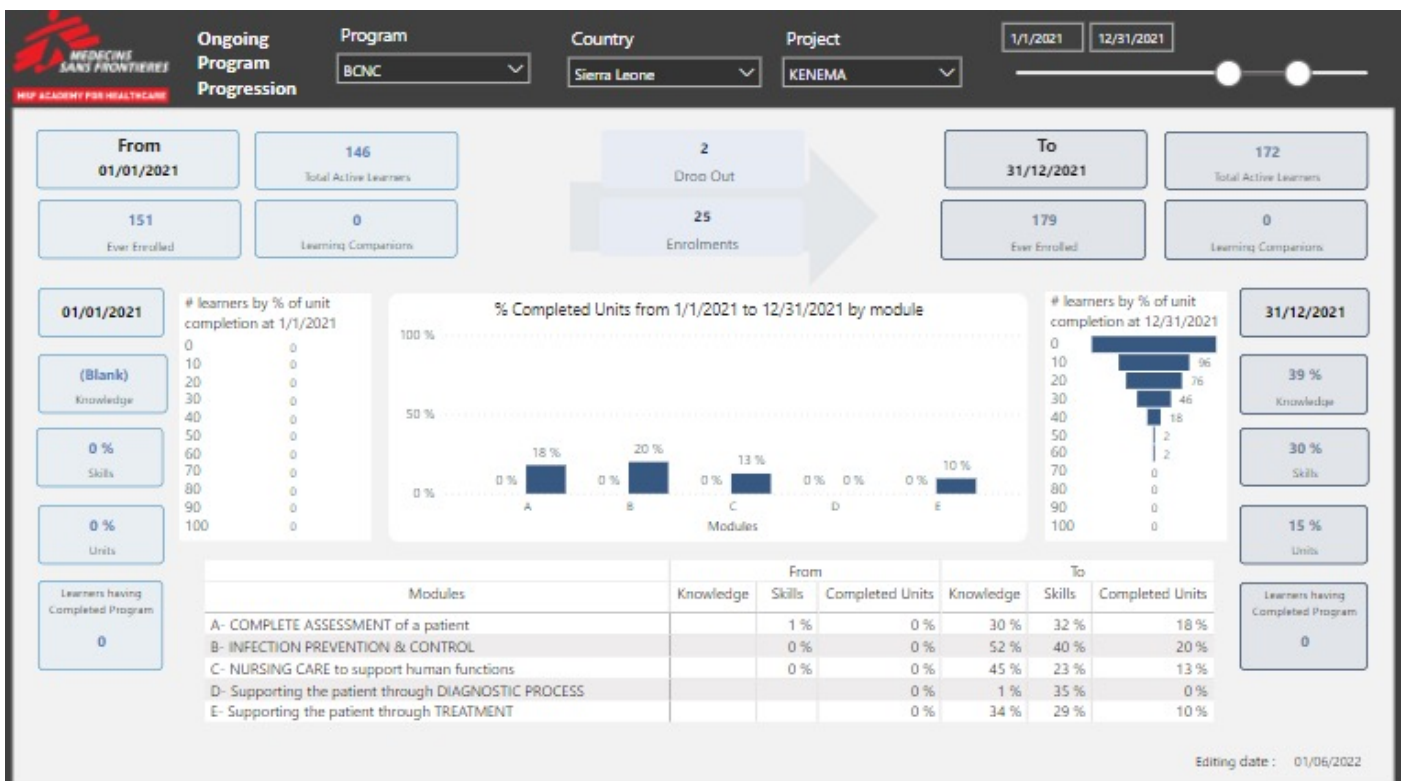 MEDECINS
SANS FRONTIERES
MSF ACADEMY FOR HEALTHCARE
Ongoing
Program
Progression
Program
BCNC
Country
Sierra Leone
Project
KENEMA
1/1/2021 12/31/2021
From
01/01/2021
146
Total Active Learners
151
Ever Enrolled
0
Learning Companions
2
Drop Out
25
Enrolments
To
31/12/2021
172
Total Active Learners
179
Ever Enrolled
0
Learning Companions
01/01/2021
(Blank)
Knowledge
0 %
Skills
0 %
Units
Learners having
Completed Program
0
# learners by % of unit
completion at 1/1/2021
0 0
10 0
20 0
30 0
40 0
50 0
60 0
70 0
80 0
90 0
100 0
% Completed Units from 1/1/2021 to 12/31/2021 by module
100 %
50 %
0 %
0 % 18 % 0 % 20 % 0 % 13 % 0 % 0 % 0 % 10 %
A B C D E
Modules
# learners by % of unit
completion at 12/31/2021
0
10 96
20 76
30 46
40 18
50 2
60 2
70 0
80 0
90 0
100 0
31/12/2021
39 %
Knowledge
30 %
Skills
15 %
Units
Learners having
Completed Program
0
From To
Modules Knowledge Skills Completed Units Knowledge Skills Completed Units
A- COMPLETE ASSESSMENT of a patient 1 % 0 % 30 % 32 % 18 %
B- INFECTION PREVENTION & CONTROL 0 % 0 % 52 % 40 % 20 %
C- NURSING CARE to support human functions 0 % 0 % 45 % 23 % 13 %
D- Supporting the patient through DIAGNOSTIC PROCESS 0 % 1 % 35 % 0 %
E- Supporting the patient through TREATMENT 0 % 34 % 29 % 10 %
Editing date : 01/06/2022